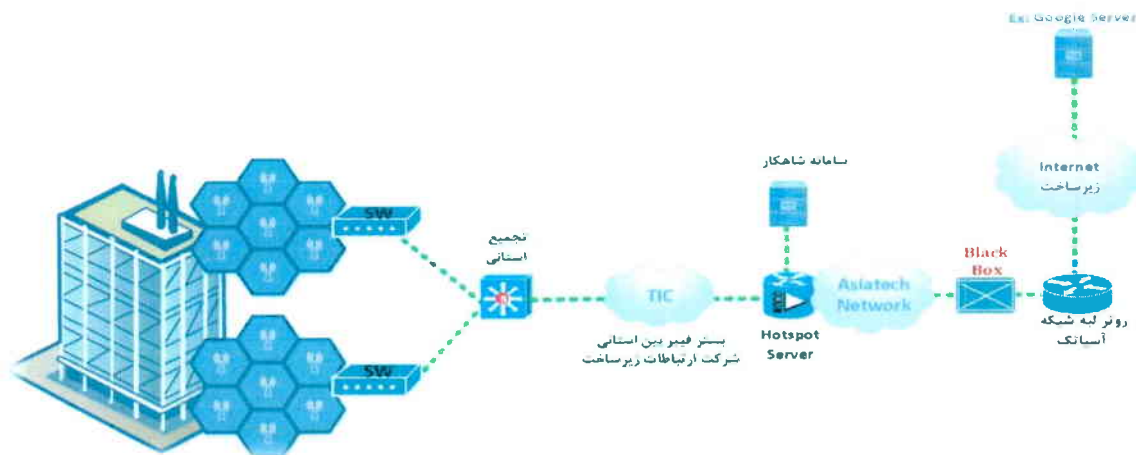 Ex: Google Server
Internet
زیرساخت
سامانه شاهکار
SW
تجمیع
استانی
TIC
بستر فیبر بین استانی
شرکت ارتباطات زیرساخت
Hotspot
Server
Asiatech
Network
Black
Box
روتر لبه شبکه
آسیاتک
SW